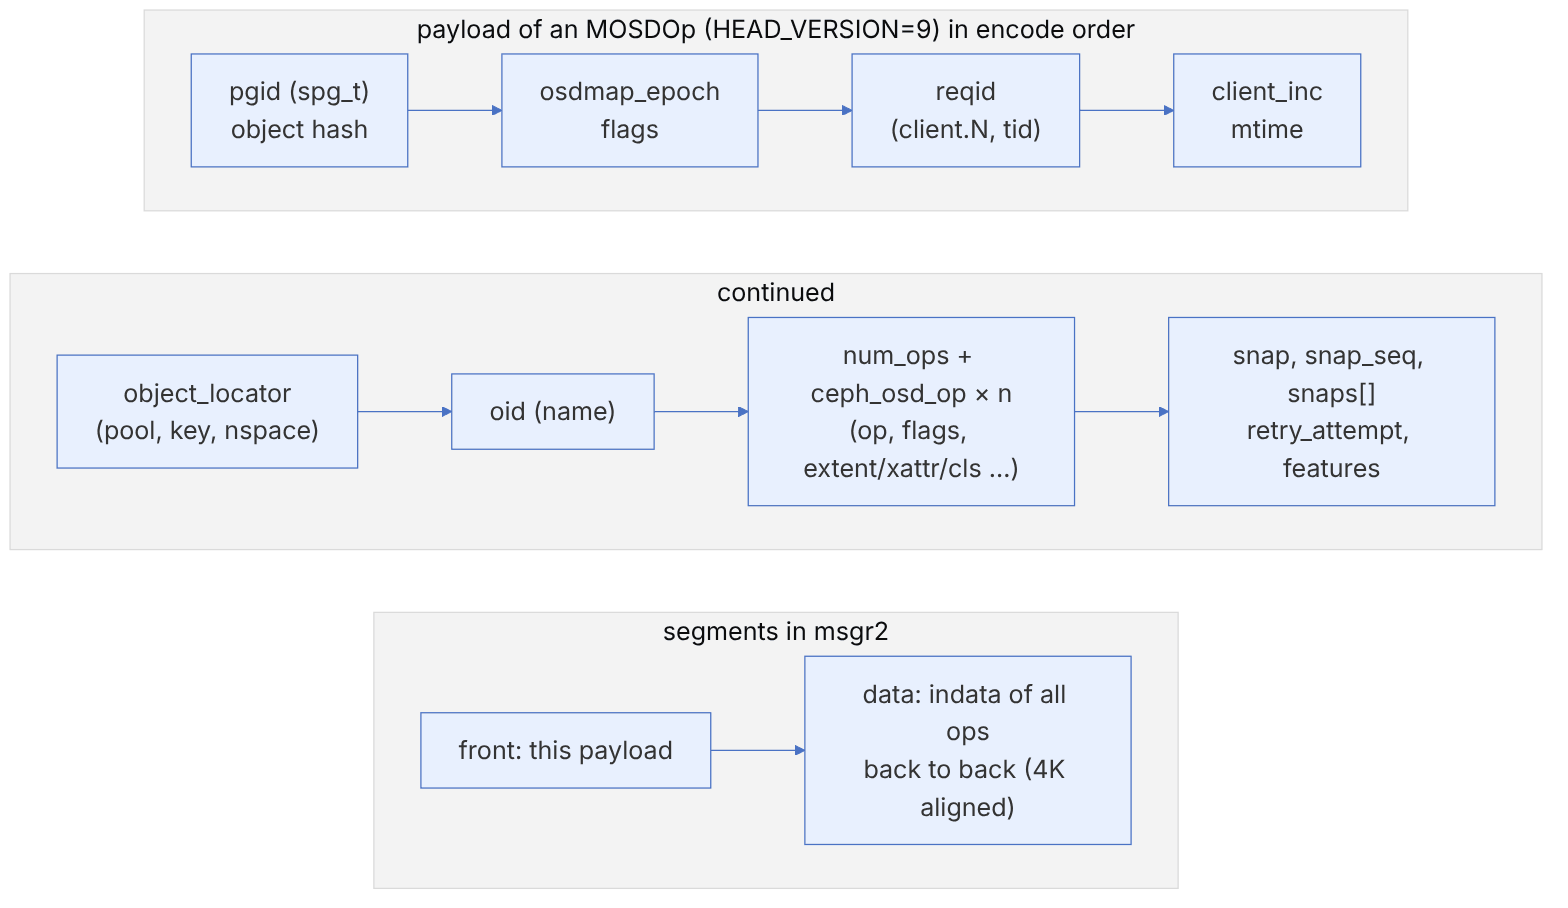 payload of an MOSDOp (HEAD_VERSION=9) in encode order
pgid (spg_t)
object hash
osdmap_epoch
flags
reqid
(client.N, tid)
client_inc
mtime
continued
object_locator
(pool, key, nspace)
oid (name)
num_ops +
ceph_osd_op × n
(op, flags,
extent/xattr/cls ...)
snap, snap_seq,
snaps[]
retry_attempt,
features
segments in msgr2
front: this payload
data: indata of all
ops
back to back (4K
aligned)